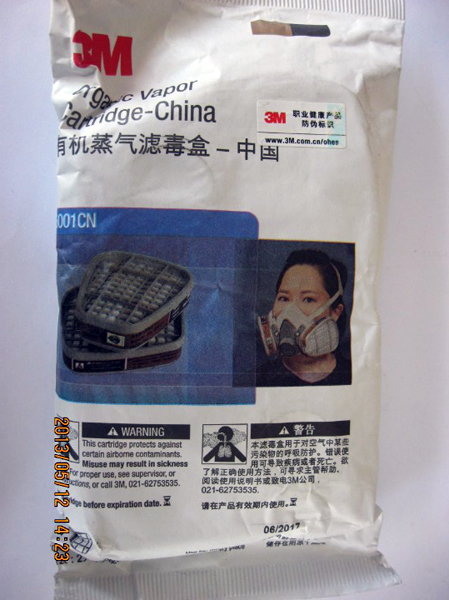 3M
Organic Vapor
Cartridge-China
有机蒸气滤毒盒 – 中国
3M 职业健康产品
防伪标识
www.3M.com.cn/ohes
001CN
WARNING
This cartridge protects against
certain airborne contaminants.
Misuse may result in sickness
For proper use, see supervisor, or
or call 3M, 021-62753535.
before expiration date.
警告
本滤毒盒用于对空气中某些
污染物的呼吸防护。错误使
用可导致疾病或者死亡。欲
了解正确使用方法，可寻求主管帮助、
阅读使用说明书或致电3M公司，
021-62753535.
请在产品有效期内使用。
06/2017
2013/05/12 14:23